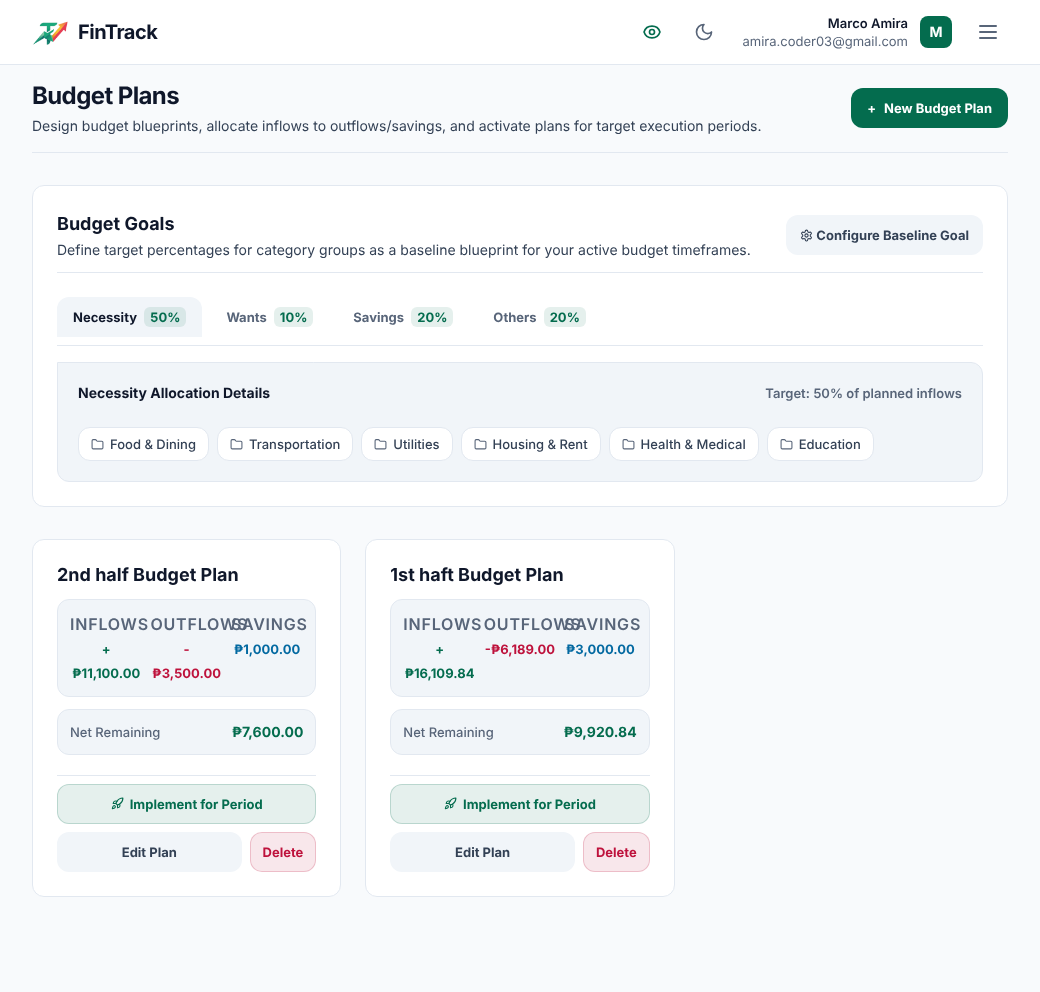 FinTrack
Marco Amira
amira.coder03@gmail.com
M
Budget Plans
Design budget blueprints, allocate inflows to outflows/savings, and activate plans for target execution periods.
+ New Budget Plan
Budget Goals
Define target percentages for category groups as a baseline blueprint for your active budget timeframes.
Configure Baseline Goal
Necessity 50% Wants 10% Savings 20% Others 20%
Necessity Allocation Details
Target: 50% of planned inflows
Food & Dining Transportation Utilities Housing & Rent Health & Medical Education
2nd half Budget Plan
INFLOWS OUTFLOWS SAVINGS
+ - ₱1,000.00
₱11,100.00 ₱3,500.00
Net Remaining ₱7,600.00
Implement for Period
Edit Plan Delete
1st haft Budget Plan
INFLOWS OUTFLOWS SAVINGS
+ -₱6,189.00 ₱3,000.00
₱16,109.84
Net Remaining ₱9,920.84
Implement for Period
Edit Plan Delete